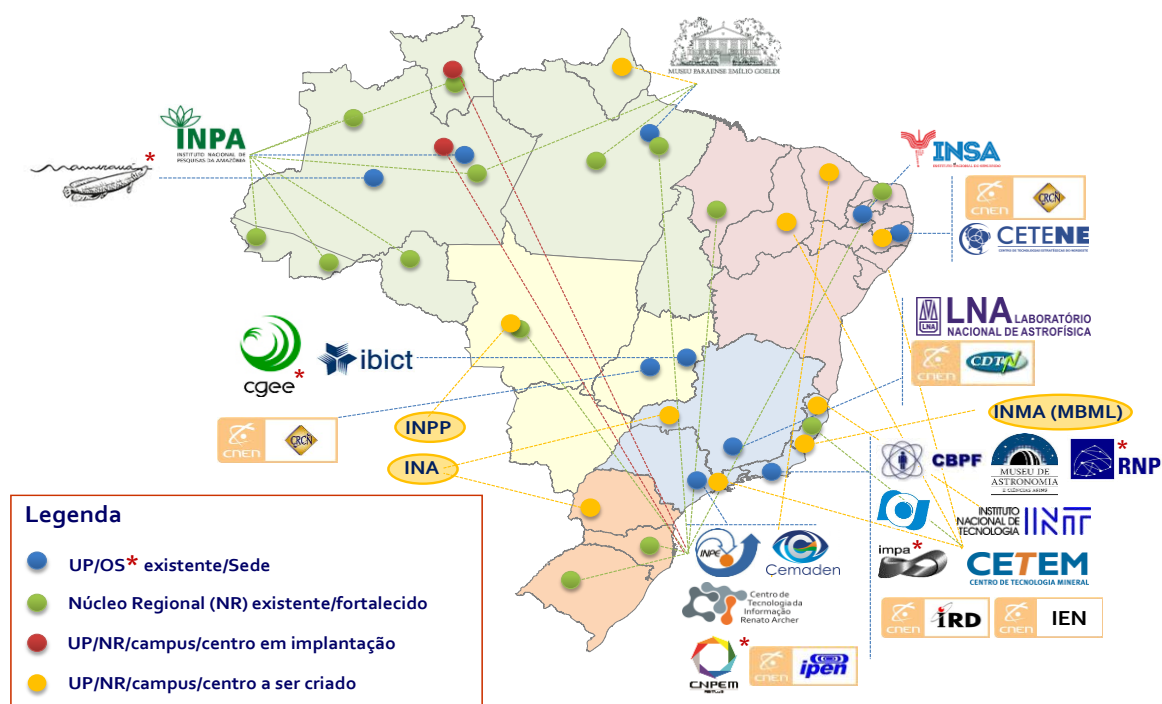 MUSEU PARAENSE EMÍLIO GOELDI
INPA
INSTITUTO NACIONAL DE
PESQUISAS DA AMAZÔNIA
*
INSA
CNEN
CRCN
CETENE
CENTRO DE TECNOLOGIAS ESTRATÉGICAS DO NORDESTE
LNA LABORATÓRIO
NACIONAL DE ASTROFÍSICA
LNA
CNEN
CDTN
cgee*
ibict
CNEN
CRCN
INPP
INA
INMA (MBML)
CBPF
MUSEU DE
ASTRONOMIA
E CIÊNCIAS AFINS
*
RNP
INSTITUTO
NACIONAL DE
TECNOLOGIA
INT
impa*
CETEM
CENTRO DE TECNOLOGIA MINERAL
CNEN
IRD
CNEN
IEN
INPE
Cemaden
Centro de
Tecnologia da
Informação
Renato Archer
*
CNPEM
CNEN
ipen
Legenda
UP/OS* existente/Sede
Núcleo Regional (NR) existente/fortalecido
UP/NR/campus/centro em implantação
UP/NR/campus/centro a ser criado